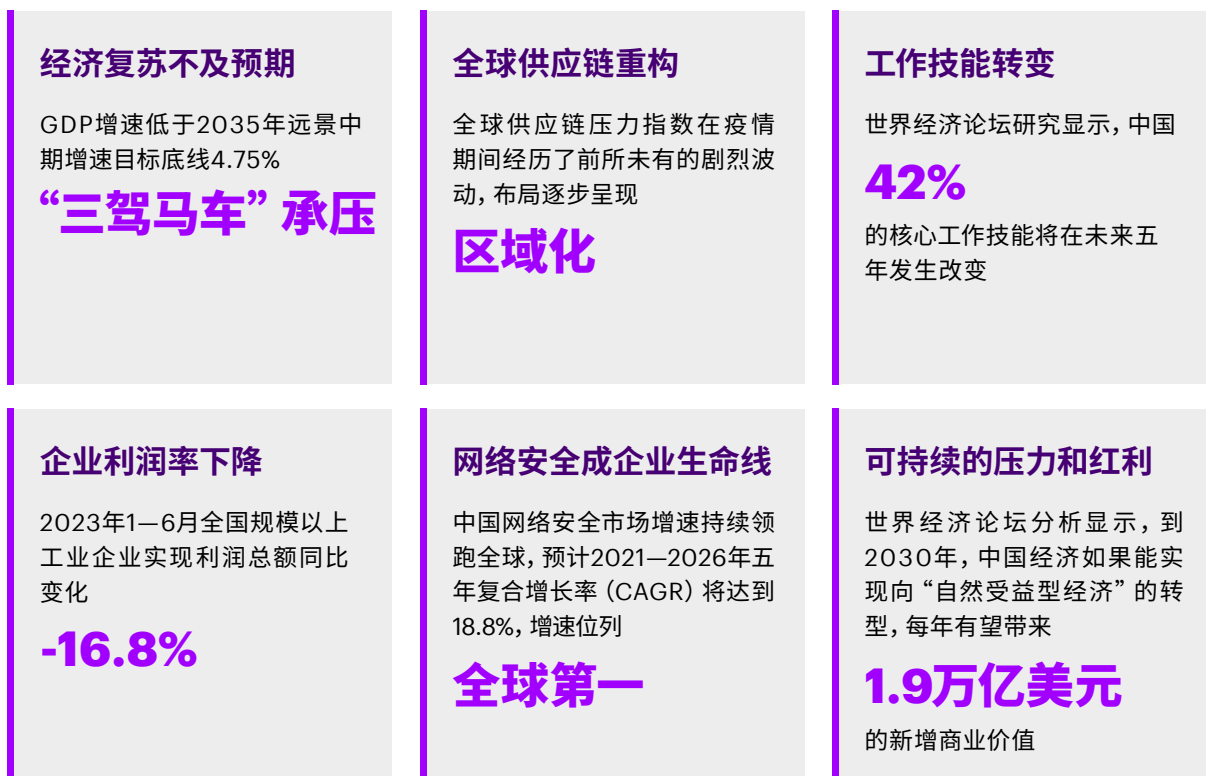 经济复苏不及预期
GDP增速低于2035年远景中
期增速目标底线4.75%
“三驾马车”承压
全球供应链重构
全球供应链压力指数在疫情
期间经历了前所未有的剧烈波
动，布局逐步呈现
区域化
工作技能转变
世界经济论坛研究显示，中国
42%
的核心工作技能将在未来五
年发生改变
企业利润率下降
2023年1—6月全国规模以上
工业企业实现利润总额同比
变化
-16.8%
网络安全成企业生命线
中国网络安全市场增速持续领
跑全球，预计2021—2026年五
年复合增长率（CAGR）将达到
18.8%，增速位列
全球第一
可持续的压力和红利
世界经济论坛分析显示，到
2030年，中国经济如果能实
现向“自然受益型经济”的转
型，每年有望带来
1.9万亿美元
的新增商业价值